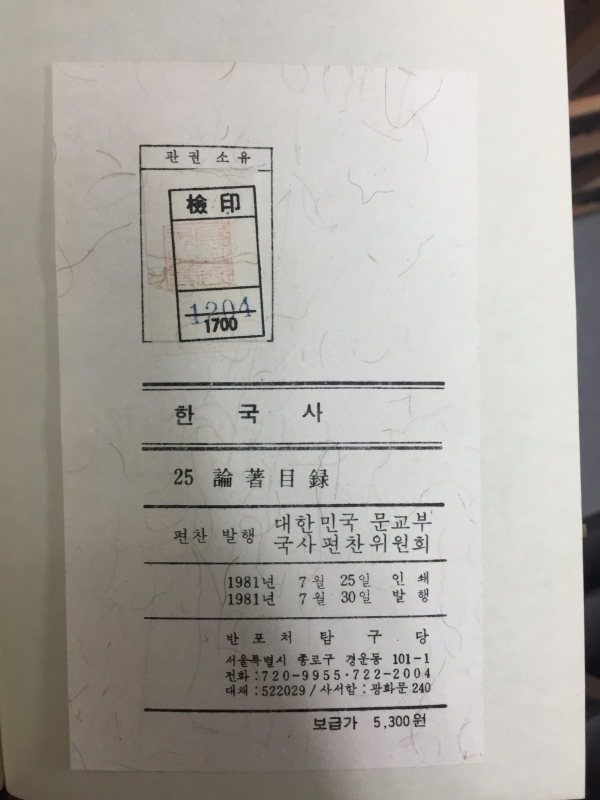 판권소유
檢印
1204
1700
한국사
25 論著目録
편찬 발행 대한민국 문교부
국사편찬위원회
1981년 7월 25일 인쇄
1981년 7월 30일 발행
반포처 탐구당
서울특별시 종로구 경운동 101-1
전화:720-9955·722-2004
대체:522029/사서함:광화문240
보급가 5,300원